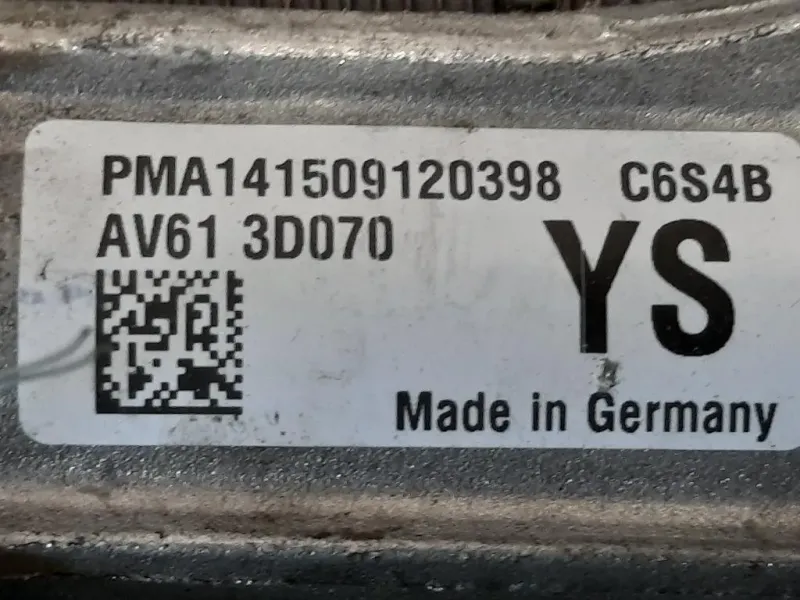 PMA141509120398 C6S4B
AV61 3D070
YS
Made in Germany